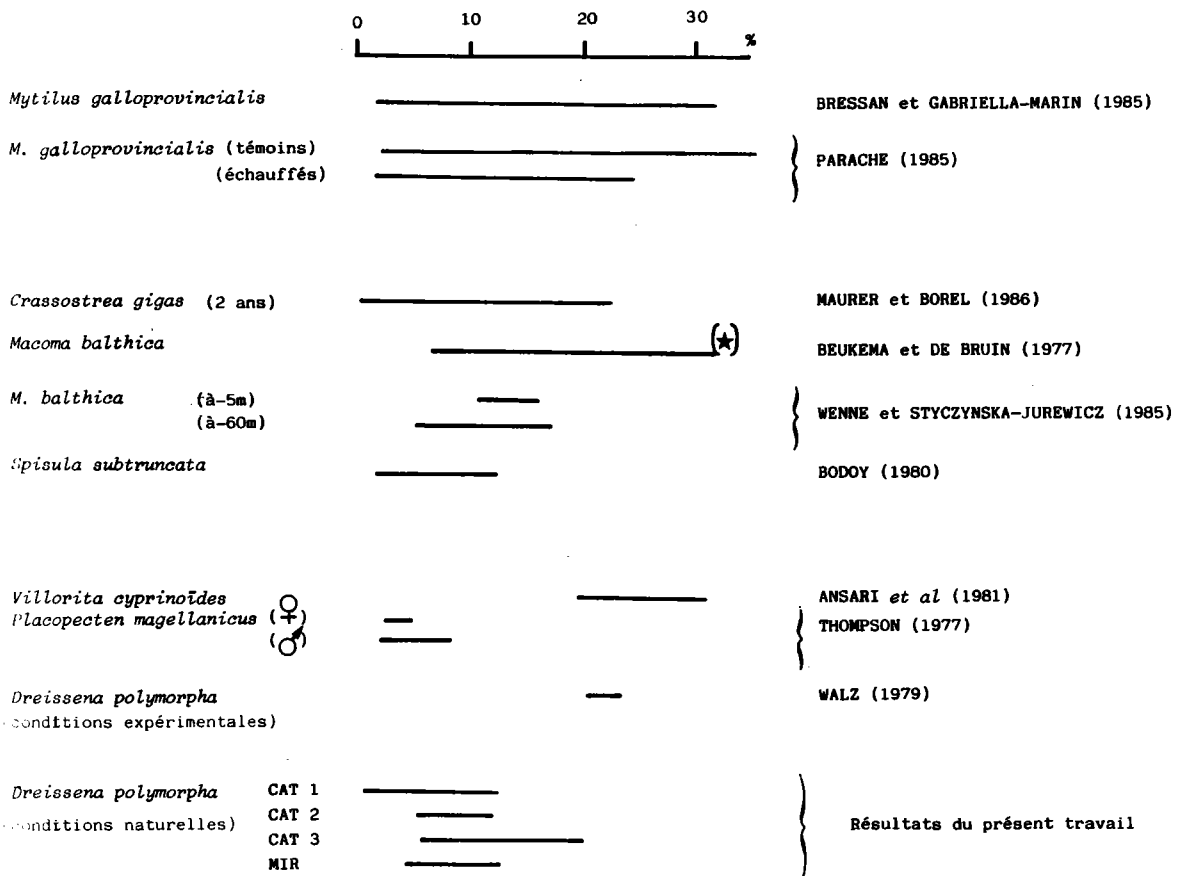 0 10 20 30
%
Mytilus galloprovincialis BRESSAN et GABRIELLA-MARIN (1985)
M. galloprovincialis (témoins)
(échauffés)
PARACHE (1985)
Crassostrea gigas (2 ans) MAURER et BOREL (1986)
(★)
Macoma balthica BEUKEMA et DE BRUIN (1977)
M. balthica (à-5m)
(à-60m)
WENNE et STYCZYNSKA-JUREWICZ (1985)
Spisula subtruncata BODOY (1980)
Villorita cyprinoïdes ANSARI et al (1981)
Placopecten magellanicus (♀) THOMPSON (1977)
(♂)
Dreissena polymorpha WALZ (1979)
conditions expérimentales)
Dreissena polymorpha CAT 1
conditions naturelles) CAT 2
CAT 3
MIR
Résultats du présent travail